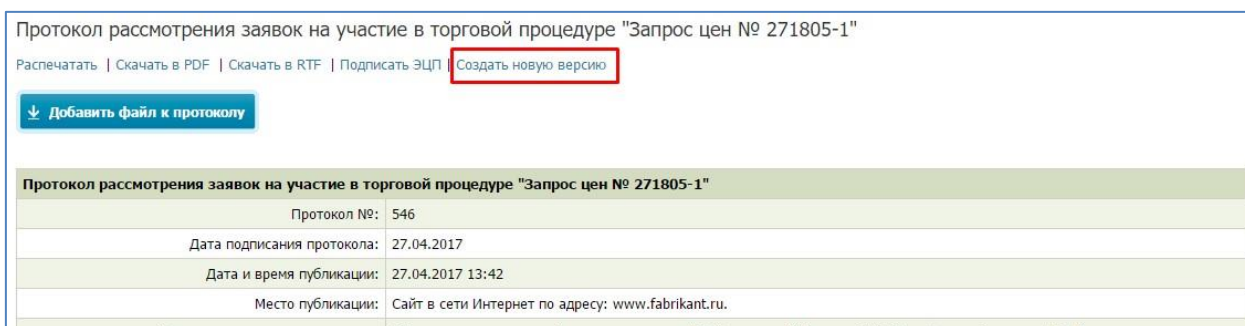 Протокол рассмотрения заявок на участие в торговой процедуре "Запрос цен № 271805-1"
Распечатать | Скачать в PDF | Скачать в RTF | Подписать ЭЦП | Создать новую версию
Добавить файл к протоколу
Протокол рассмотрения заявок на участие в торговой процедуре "Запрос цен № 271805-1"
Протокол №: 546
Дата подписания протокола: 27.04.2017
Дата и время публикации: 27.04.2017 13:42
Место публикации: Сайт в сети Интернет по адресу: www.fabrikant.ru.